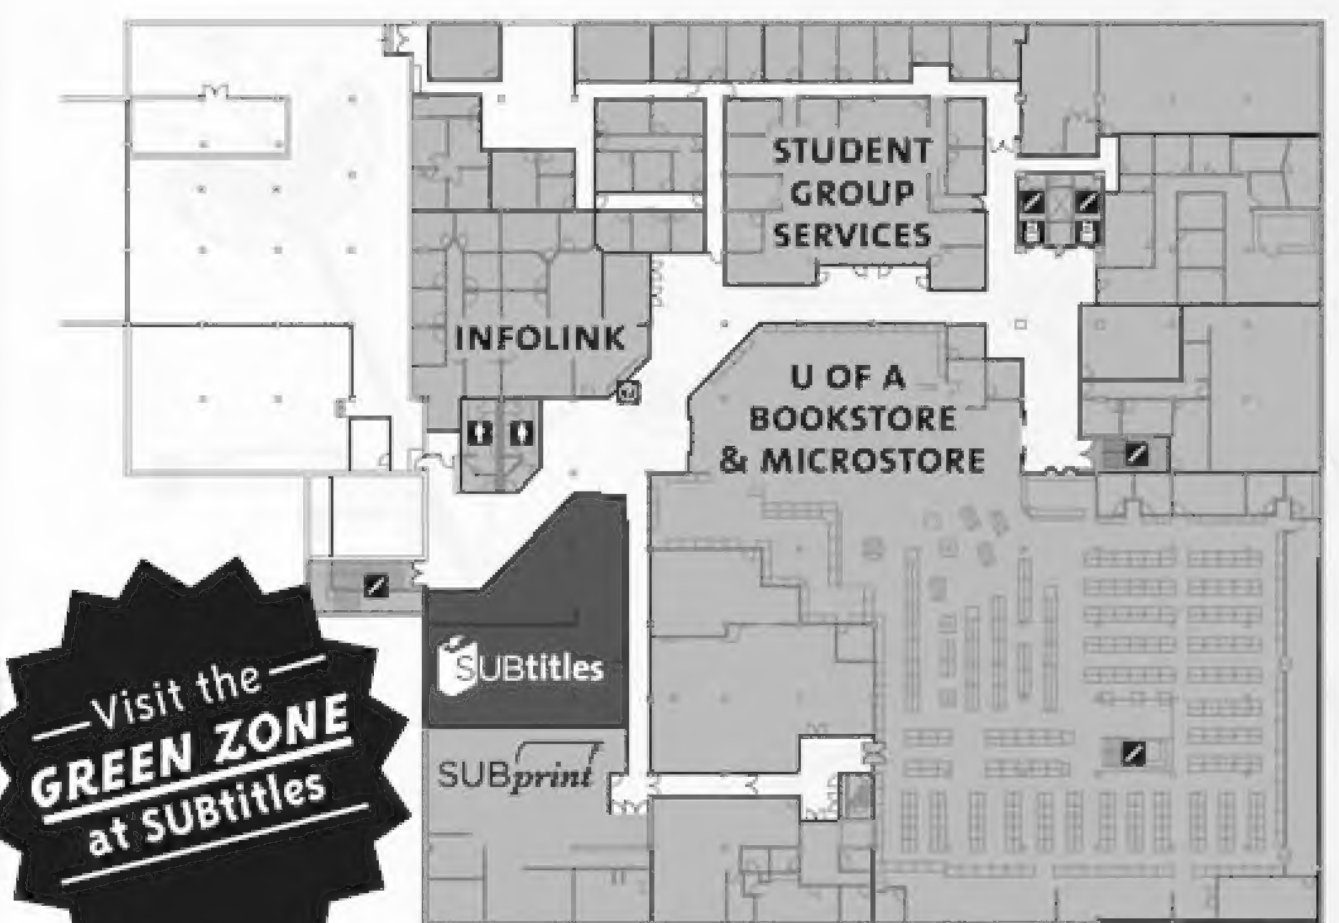 STUDENT
GROUP
SERVICES
INFOLINK
U OF A
BOOKSTORE
& MICROSTORE
SUBtitles
SUBprint
Visit the
GREEN ZONE
at SUBtitles